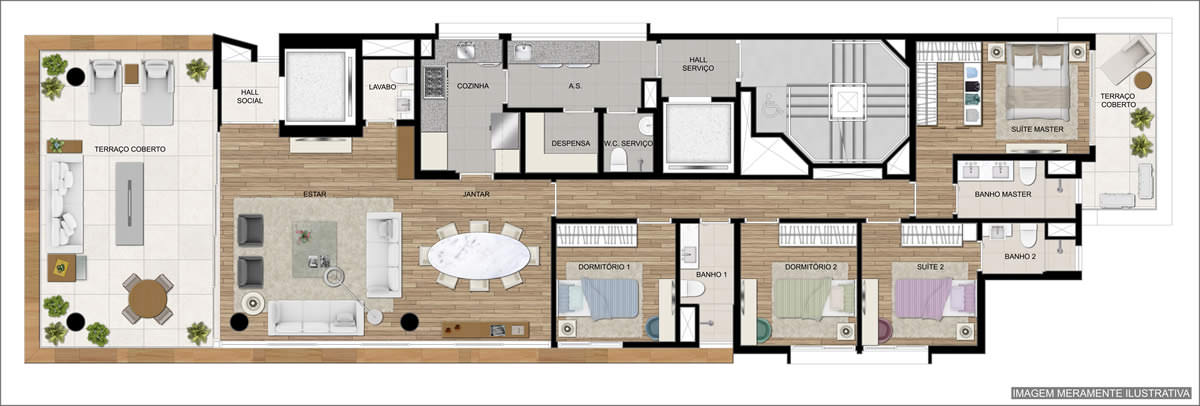 HALL
SOCIAL
LAVABO
COZINHA
A.S.
HALL
SERVIÇO
DESPENSA
W.C. SERVIÇO
TERRAÇO COBERTO
ESTAR
JANTAR
SUÍTE MASTER
TERRAÇO
COBERTO
BANHO MASTER
DORMITÓRIO 1
BANHO 1
DORMITÓRIO 2
SUÍTE 2
BANHO 2
IMAGEM MERAMENTE ILUSTRATIVA